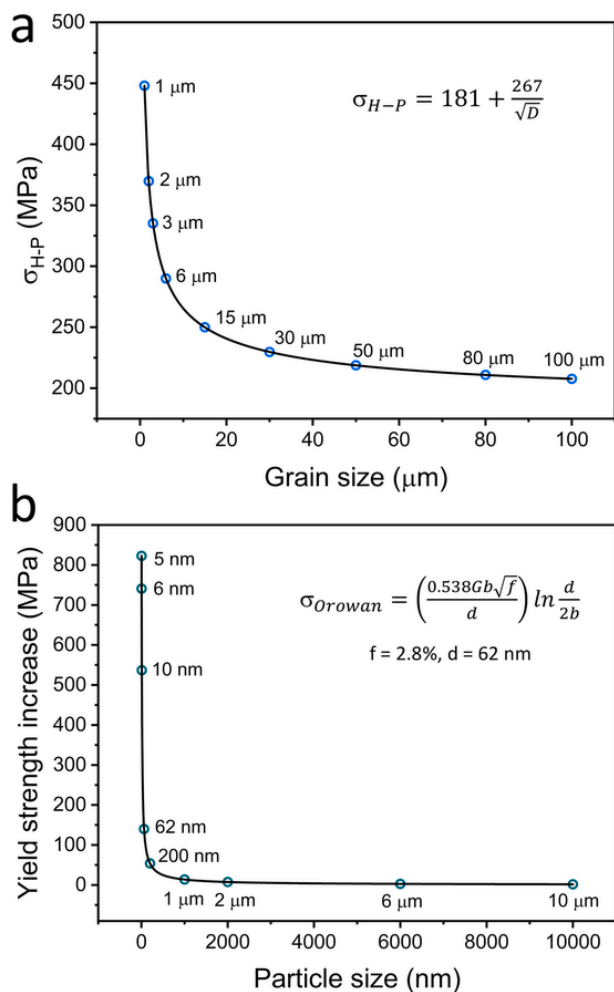 a
500
450
400
350
300
250
200
σH-P (MPa)
σH−P = 181 + 267/√D
1 μm
2 μm
3 μm
6 μm
15 μm
30 μm
50 μm
80 μm
100 μm
0 20 40 60 80 100
Grain size (μm)
b
900
800
700
600
500
400
300
200
100
0
Yield strength increase (MPa)
5 nm
6 nm
10 nm
62 nm
200 nm
1 μm
2 μm
6 μm
10 μm
σOrowan = (0.538Gb√f/d) ln d/2b
f = 2.8%, d = 62 nm
0 2000 4000 6000 8000 10000
Particle size (nm)